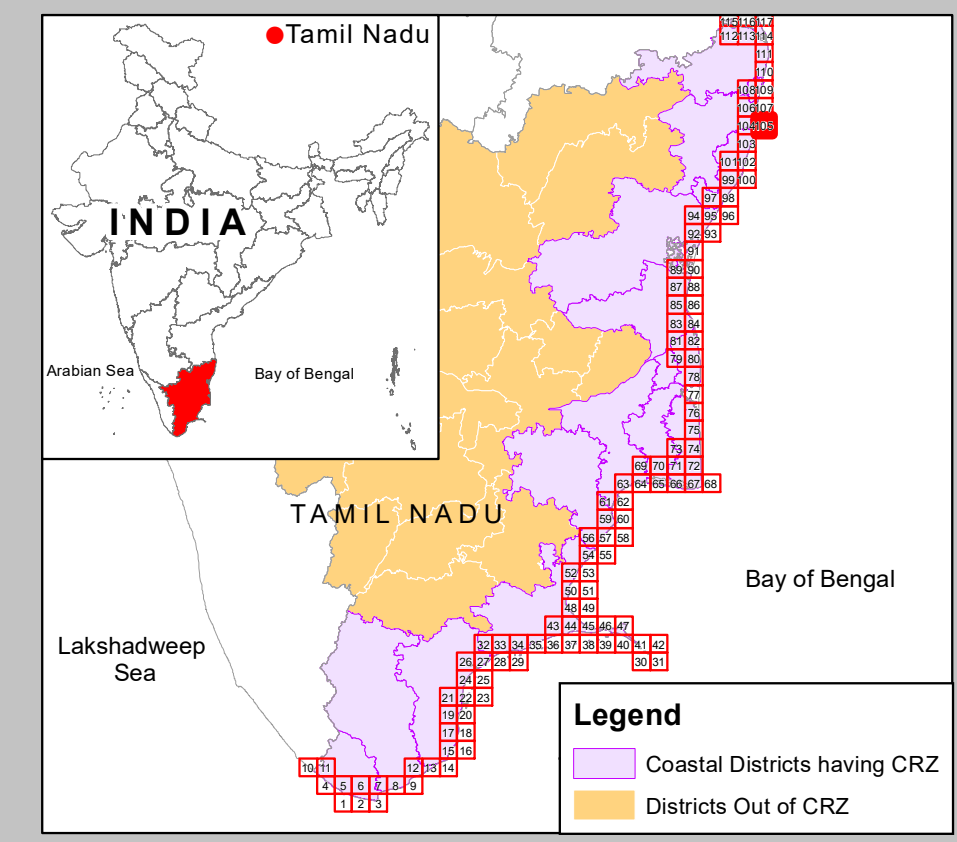 Tamil Nadu
INDIA
Arabian Sea
Bay of Bengal
115 116 117
112 113 114
111
110
108 109
106 107
104 105
103
101 102
99 100
97 98
94 95 96
92 93
91
89 90
87 88
85 86
83 84
81 82
79 80
78
77
76
75
73 74
69 70 71 72
63 64 65 66 67 68
61 62
TAMIL NADU
59 60
56 57 58
54 55
52 53
Bay of Bengal
50 51
48 49
43 44 45 46 47
Lakshadweep
Sea
32 33 34 35 36 37 38 39 40 41 42
26 27 28 29 30 31
24 25
21 22 23
19 20
17 18
15 16
10 11 12 13 14
4 5 6 7 8 9
1 2 3
Legend
Coastal Districts having CRZ
Districts Out of CRZ